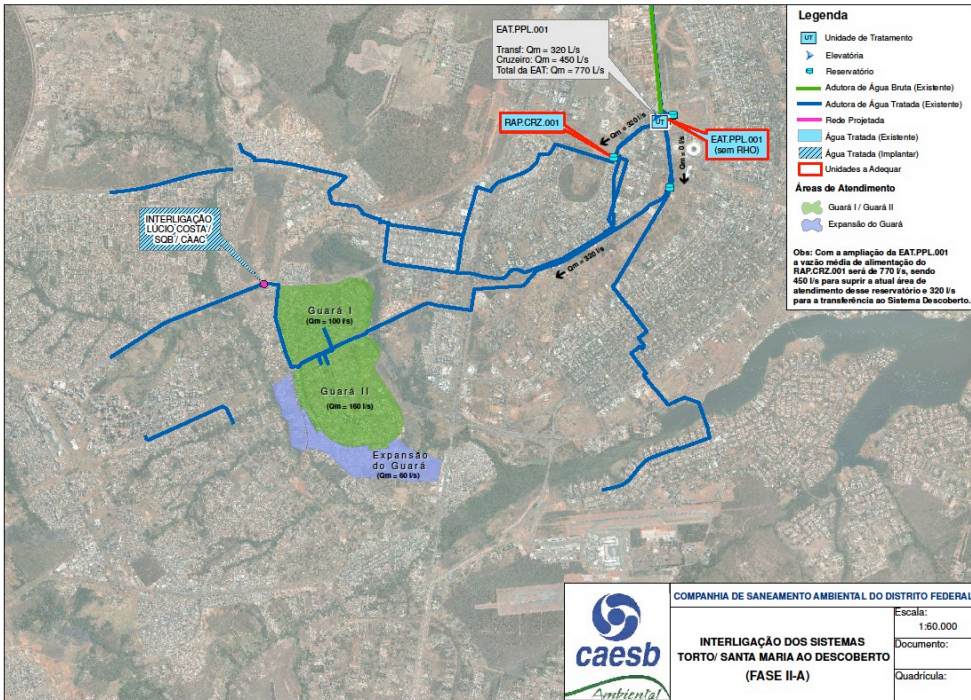 EAT.PPL.001
Transf: Qm = 320 L/s
Cruzeiro: Qm = 450 L/s
Total da EAT: Qm = 770 L/s
RAP.CRZ.001
Qm = 320 l/s
UT
Qm = 0 l/s
EAT.PPL.001
(sem RHO)
Qm = 320 l/s
INTERLIGAÇÃO
LÚCIO COSTA/
SQB / CAAC
Guará I
(Qm = 100 l/s)
Guará II
(Qm = 160 l/s)
Expansão
do Guará
(Qm = 60 l/s)
Legenda
UT Unidade de Tratamento
Elevatória
Reservatório
Adutora de Água Bruta (Existente)
Adutora de Água Tratada (Existente)
Rede Projetada
Água Tratada (Existente)
Água Tratada (Implantar)
Unidades a Adequar
Áreas de Atendimento
Guará I / Guará II
Expansão do Guará
Obs: Com a ampliação da EAT.PPL.001
a vazão média de alimentação do
RAP.CRZ.001 será de 770 l/s, sendo
450 l/s para suprir a atual área de
atendimento desse reservatório e 320 l/s
para a transferência ao Sistema Descoberto.
caesb
Ambiental
COMPANHIA DE SANEAMENTO AMBIENTAL DO DISTRITO FEDERAL
INTERLIGAÇÃO DOS SISTEMAS
TORTO/ SANTA MARIA AO DESCOBERTO
(FASE II-A)
Escala:
1:60.000
Documento:
Quadrícula: